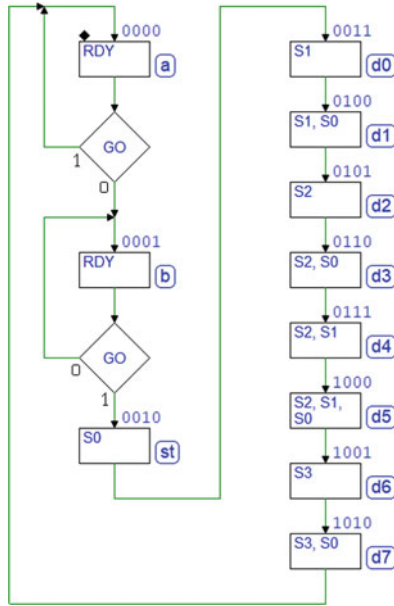 0000
RDY
a
GO
1
0
0001
RDY
b
GO
0
1
0010
S0
st
0011
S1
d0
0100
S1, S0
d1
0101
S2
d2
0110
S2, S0
d3
0111
S2, S1
d4
1000
S2, S1,
S0
d5
1001
S3
d6
1010
S3, S0
d7